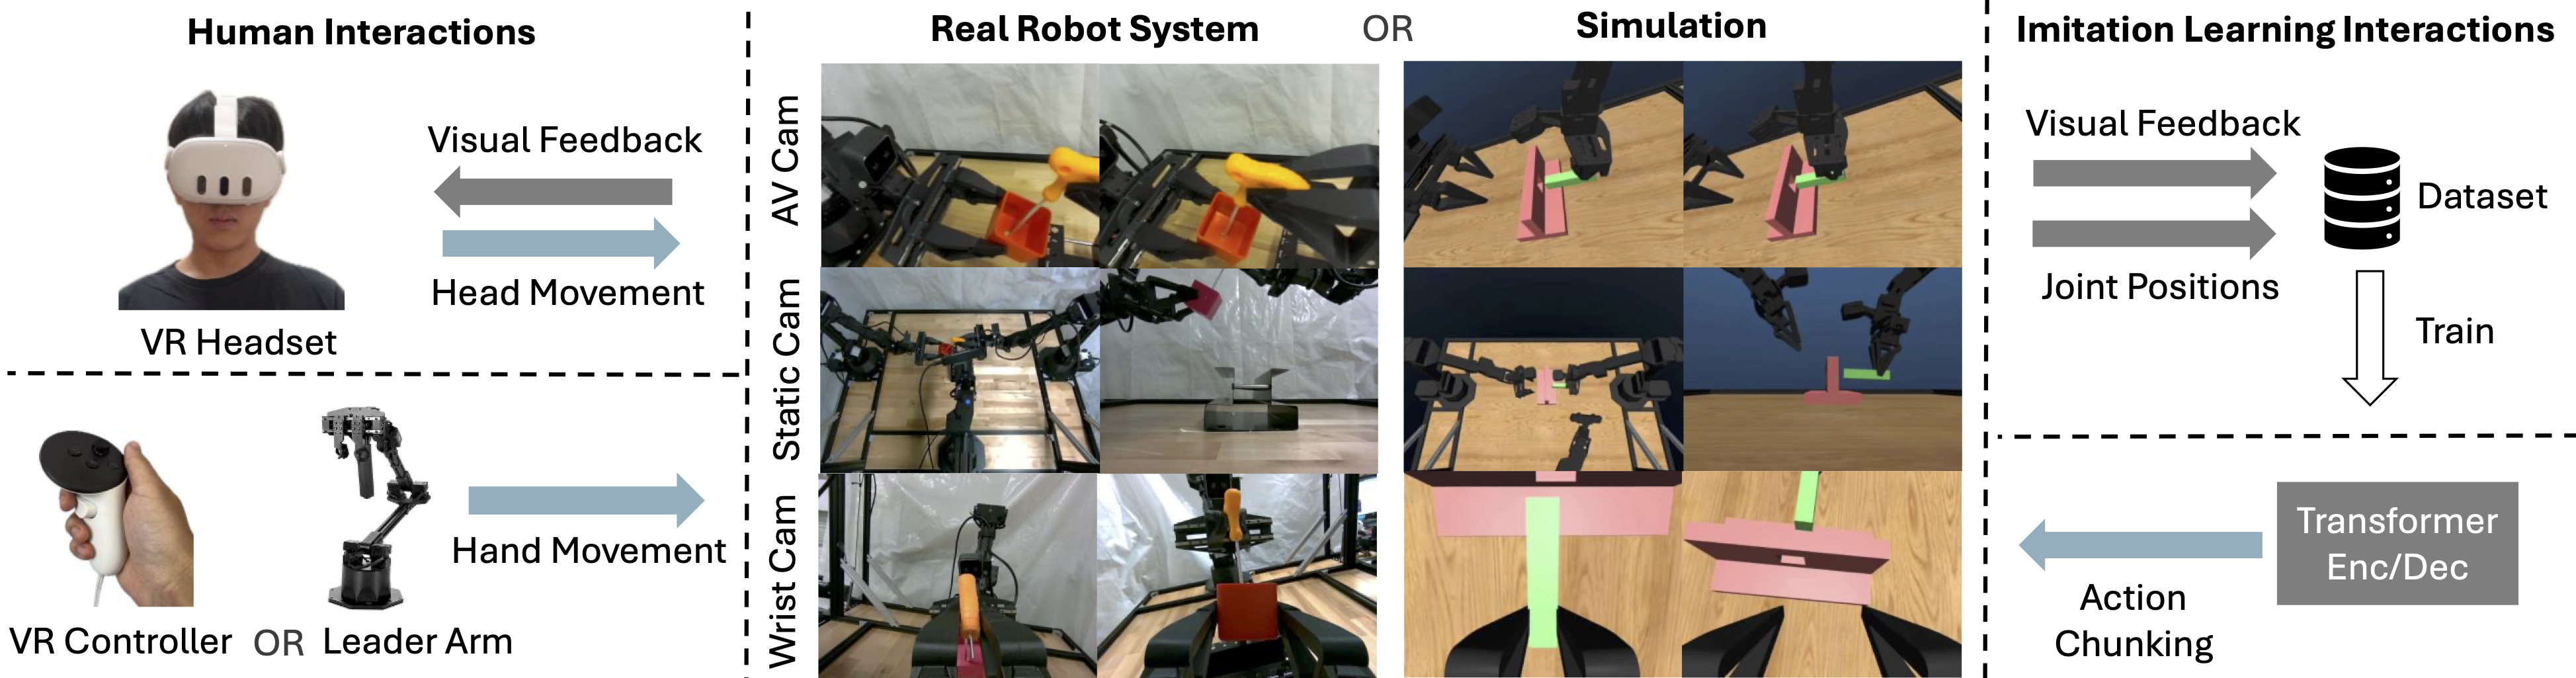 Human Interactions
Visual Feedback
Head Movement
VR Headset
Hand Movement
VR Controller OR Leader Arm
Real Robot System OR Simulation
AV Cam
Static Cam
Wrist Cam
Imitation Learning Interactions
Visual Feedback
Joint Positions
Dataset
Train
Transformer
Enc/Dec
Action
Chunking